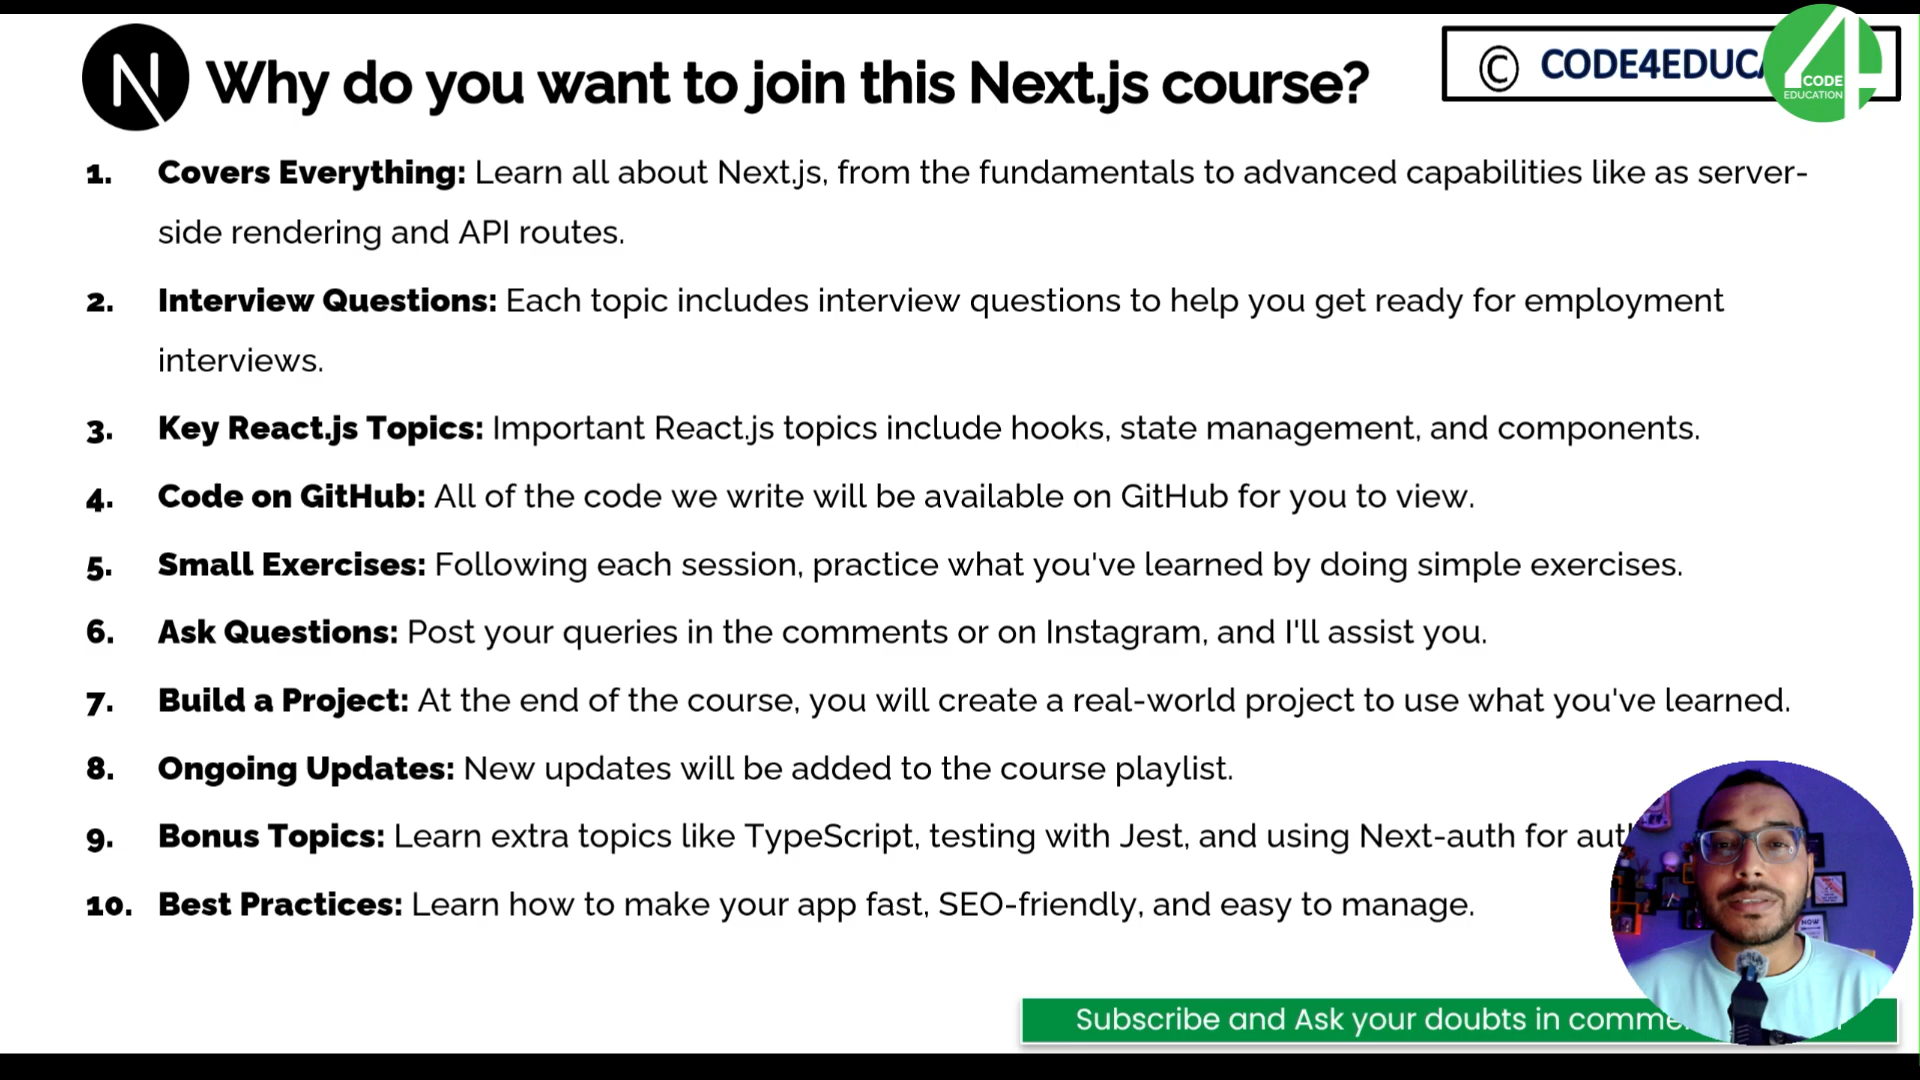 Why do you want to join this Next.js course?
© CODE4EDUCA
CODE
EDUCATION
1. Covers Everything: Learn all about Next.js, from the fundamentals to advanced capabilities like as server-
side rendering and API routes.
2. Interview Questions: Each topic includes interview questions to help you get ready for employment
interviews.
3. Key React.js Topics: Important React.js topics include hooks, state management, and components.
4. Code on GitHub: All of the code we write will be available on GitHub for you to view.
5. Small Exercises: Following each session, practice what you've learned by doing simple exercises.
6. Ask Questions: Post your queries in the comments or on Instagram, and I'll assist you.
7. Build a Project: At the end of the course, you will create a real-world project to use what you've learned.
8. Ongoing Updates: New updates will be added to the course playlist.
9. Bonus Topics: Learn extra topics like TypeScript, testing with Jest, and using Next-auth for
10. Best Practices: Learn how to make your app fast, SEO-friendly, and easy to manage.
NOW
Subscribe and Ask your doubts in